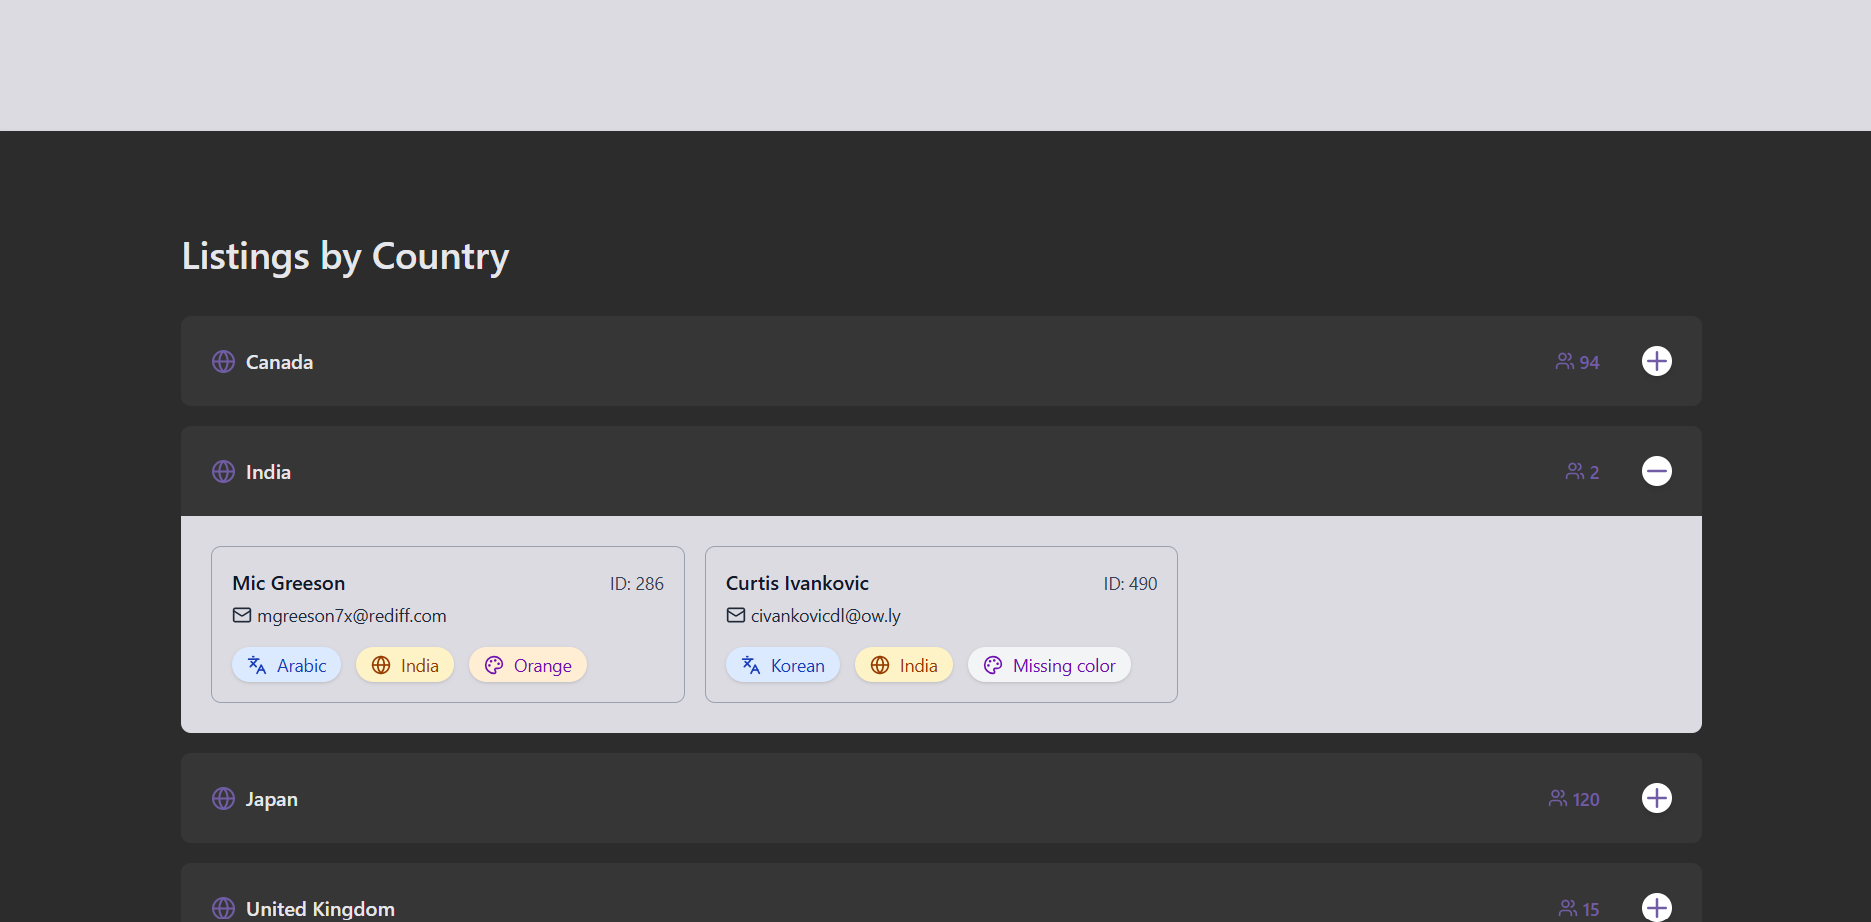 Listings by Country
Canada 94
India 2
Mic Greeson ID: 286
mgreeson7x@rediff.com
Arabic India Orange
Curtis Ivankovic ID: 490
civankovicdl@ow.ly
Korean India Missing color
Japan 120
United Kingdom 15